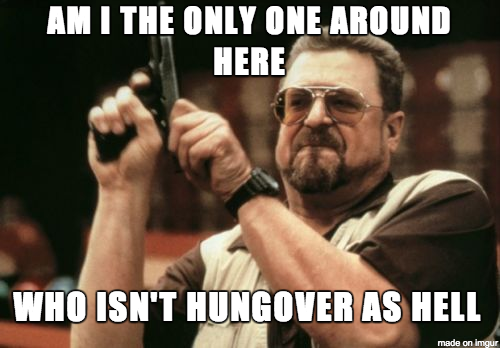 AM I THE ONLY ONE AROUND
HERE
WHO ISN'T HUNGOVER AS HELL
made on imgur